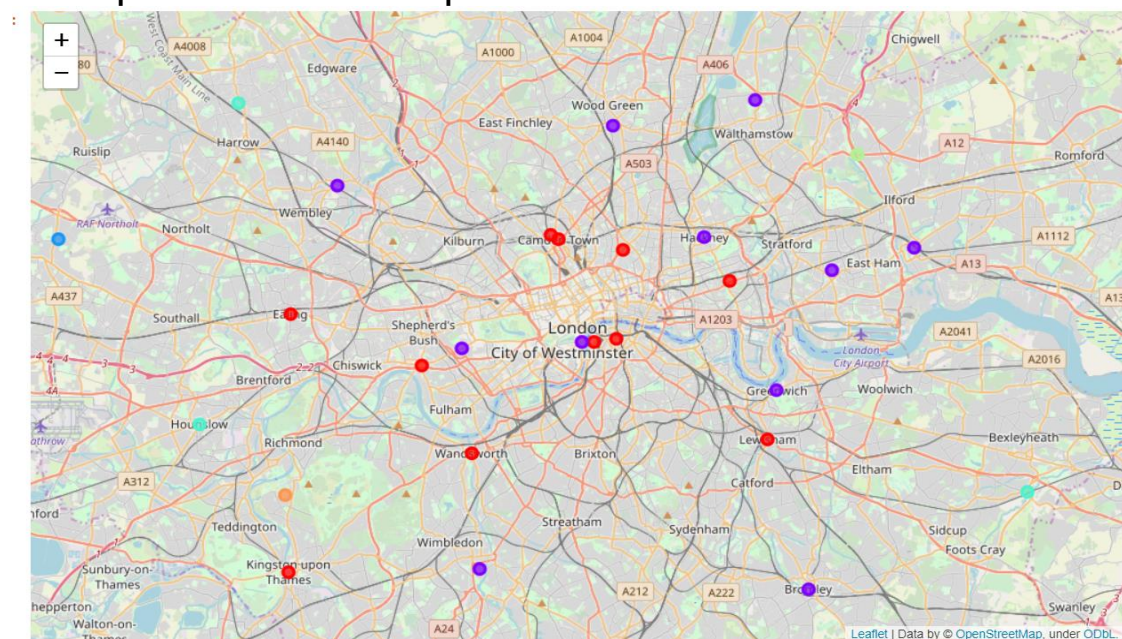 +
−
A4008
A1000
A1004
A406
Chigwell
West Coast Main Line
Edgware
Wood Green
Walthamstow
East Finchley
Harrow
A4140
A503
A12
Romford
Ruislip
Ilford
RAF Northolt
Northolt
Wembley
Kilburn
Stratford
A1112
East Ham
A13
A437
Southall
Shepherd's
Bush
London
City of Westminster
A1203
A2041
London
City Airport
A2016
Chiswick
Brentford
Woolwich
Fulham
Richmond
Brixton
Bexleyheath
Eltham
Catford
A312
Teddington
Streatham
Sydenham
Sidcup
Foots Cray
Wimbledon
Kingston upon
Thames
Sunbury-on-
Thames
A212
A222
Swanley
Walton-on-
A24
Leaflet | Data by © OpenStreetMap, under ODbL.